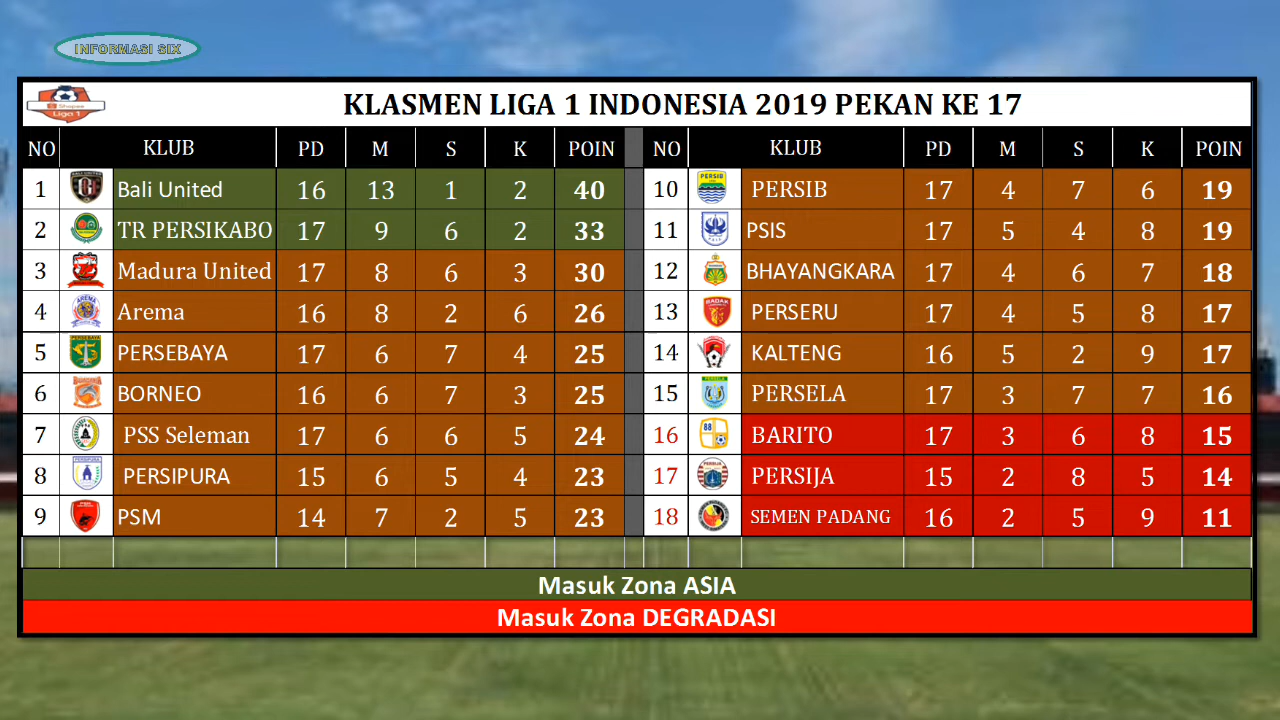 INFORMASI SIX
Shopee
Liga 1
KLASMEN LIGA 1 INDONESIA 2019 PEKAN KE 17
NO KLUB PD M S K POIN NO KLUB PD M S K POIN
1 Bali United 16 13 1 2 40 10 PERSIB 17 4 7 6 19
2 TR PERSIKABO 17 9 6 2 33 11 PSIS 17 5 4 8 19
3 Madura United 17 8 6 3 30 12 BHAYANGKARA 17 4 6 7 18
4 Arema 16 8 2 6 26 13 PERSERU 17 4 5 8 17
5 PERSEBAYA 17 6 7 4 25 14 KALTENG 16 5 2 9 17
6 BORNEO 16 6 7 3 25 15 PERSELA 17 3 7 7 16
7 PSS Seleman 17 6 6 5 24 16 BARITO 17 3 6 8 15
8 PERSIPURA 15 6 5 4 23 17 PERSIJA 15 2 8 5 14
9 PSM 14 7 2 5 23 18 SEMEN PADANG 16 2 5 9 11
Masuk Zona ASIA
Masuk Zona DEGRADASI